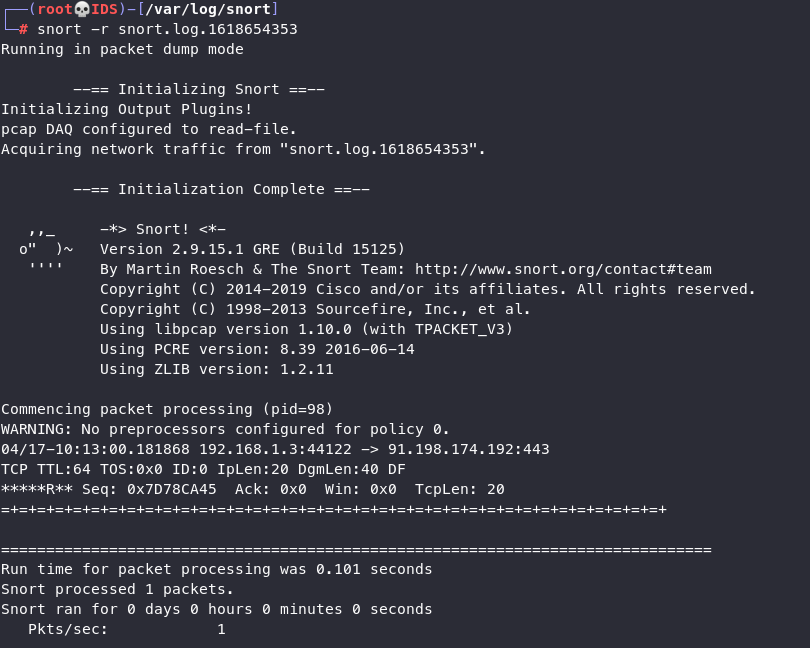 ┌──(root💀IDS)-[/var/log/snort]
└─# snort -r snort.log.1618654353
Running in packet dump mode
--== Initializing Snort ==--
Initializing Output Plugins!
pcap DAQ configured to read-file.
Acquiring network traffic from "snort.log.1618654353".
--== Initialization Complete ==--
,,_     -*> Snort! <*-
o"  )~   Version 2.9.15.1 GRE (Build 15125)
''''    By Martin Roesch & The Snort Team: http://www.snort.org/contact#team
Copyright (C) 2014-2019 Cisco and/or its affiliates. All rights reserved.
Copyright (C) 1998-2013 Sourcefire, Inc., et al.
Using libpcap version 1.10.0 (with TPACKET_V3)
Using PCRE version: 8.39 2016-06-14
Using ZLIB version: 1.2.11
Commencing packet processing (pid=98)
WARNING: No preprocessors configured for policy 0.
04/17-10:13:00.181868 192.168.1.3:44122 -> 91.198.174.192:443
TCP TTL:64 TOS:0x0 ID:0 IpLen:20 DgmLen:40 DF
*****R** Seq: 0x7D78CA45  Ack: 0x0  Win: 0x0  TcpLen: 20
=+=+=+=+=+=+=+=+=+=+=+=+=+=+=+=+=+=+=+=+=+=+=+=+=+=+=+=+=+=+=+=+=+=+=+=+=+
===============================================================================
Run time for packet processing was 0.101 seconds
Snort processed 1 packets.
Snort ran for 0 days 0 hours 0 minutes 0 seconds
Pkts/sec:            1